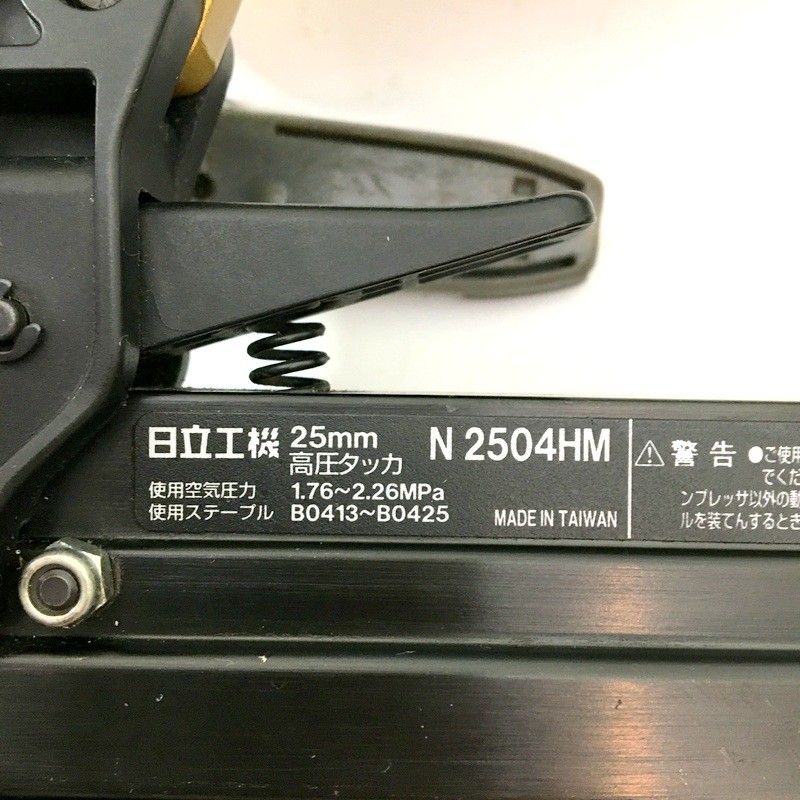 日立工機 25mm 高圧タッカ N 2504HM
使用空気圧力 1.76～2.26MPa
使用ステーブル B0413～B0425
MADE IN TAIWAN
⚠警告 ●ご使用
でくだ
ンプレッサ以外の動
ルを装てんするとき